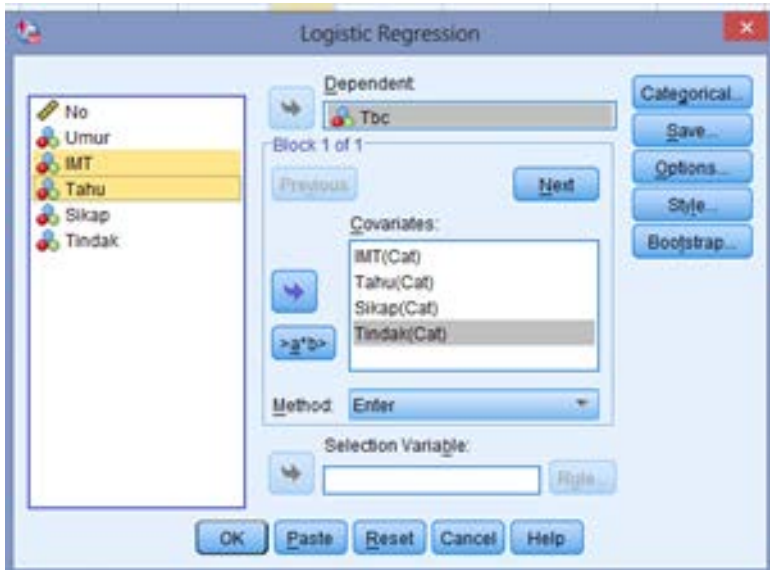 Logistic Regression
No
Umur
IMT
Tahu
Sikap
Tindak
Dependent:
Tbc
Block 1 of 1
Previous
Next
Covariates:
IMT(Cat)
Tahu(Cat)
Sikap(Cat)
Tindak(Cat)
>a*b>
Method:
Enter
Selection Variable:
Rule...
Categorical...
Save...
Options...
Style...
Bootstrap...
OK
Paste
Reset
Cancel
Help